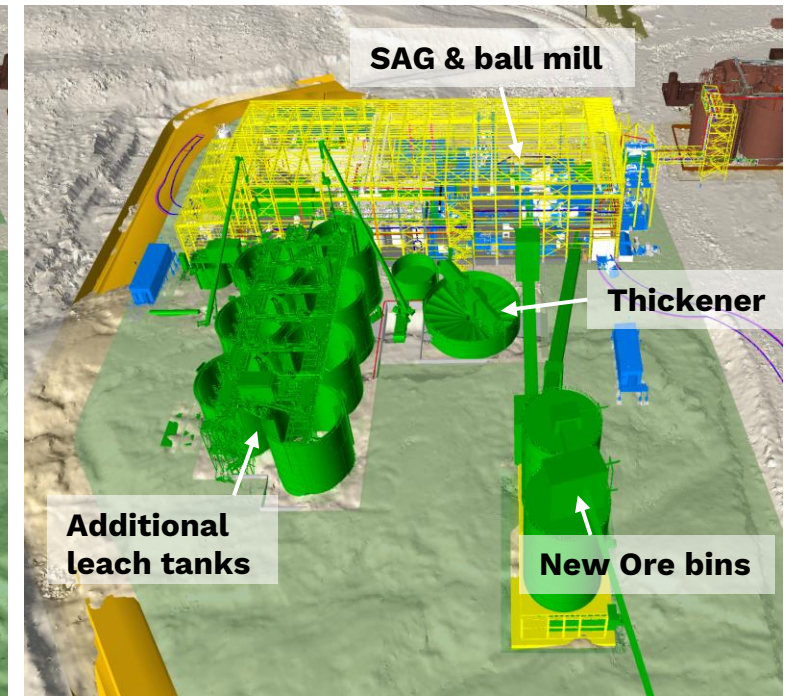 SAG & ball mill
Thickener
Additional
leach tanks
New Ore bins